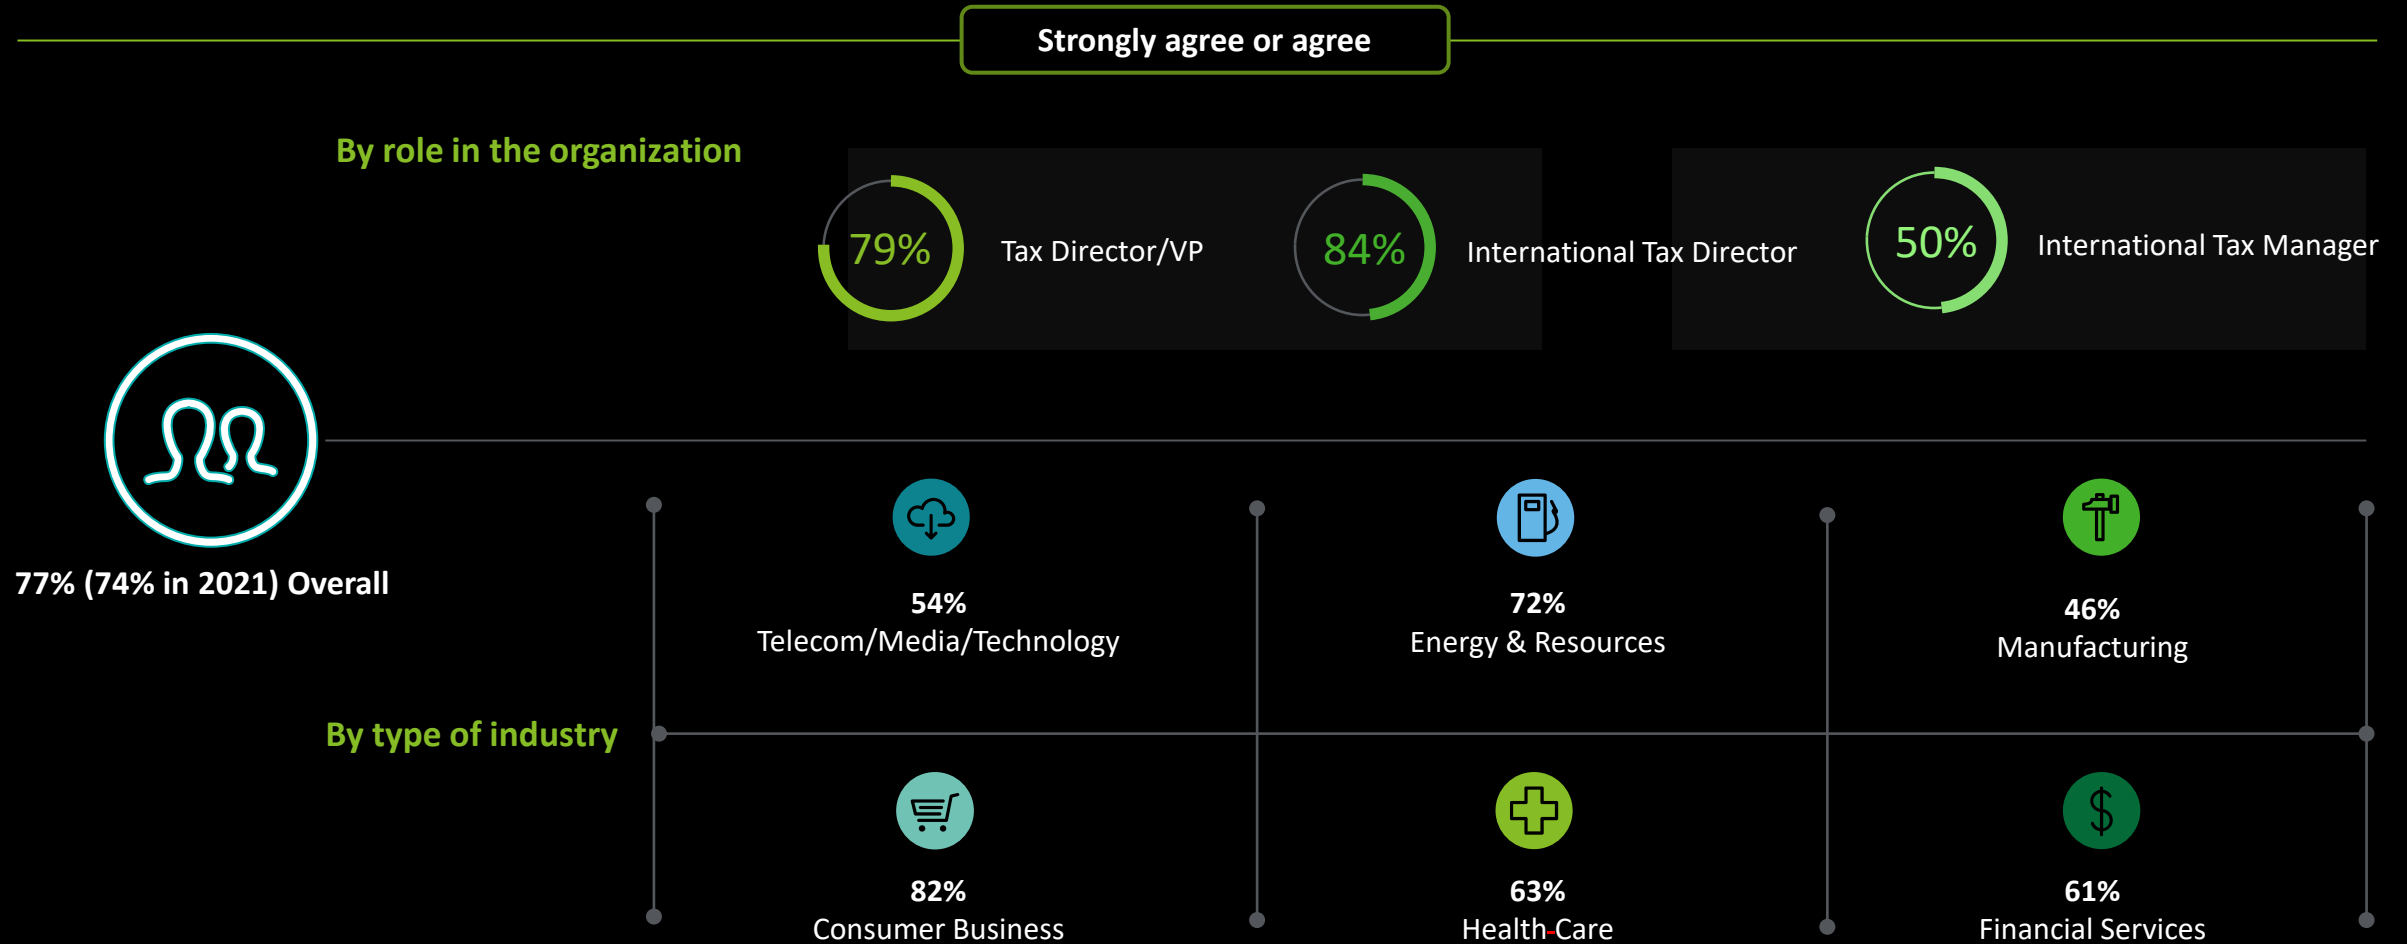 Strongly agree or agree
By role in the organization
79%
Tax Director/VP
84%
International Tax Director
50%
International Tax Manager
77% (74% in 2021) Overall
54%
Telecom/Media/Technology
72%
Energy & Resources
46%
Manufacturing
By type of industry
82%
Consumer Business
63%
Health-Care
61%
Financial Services